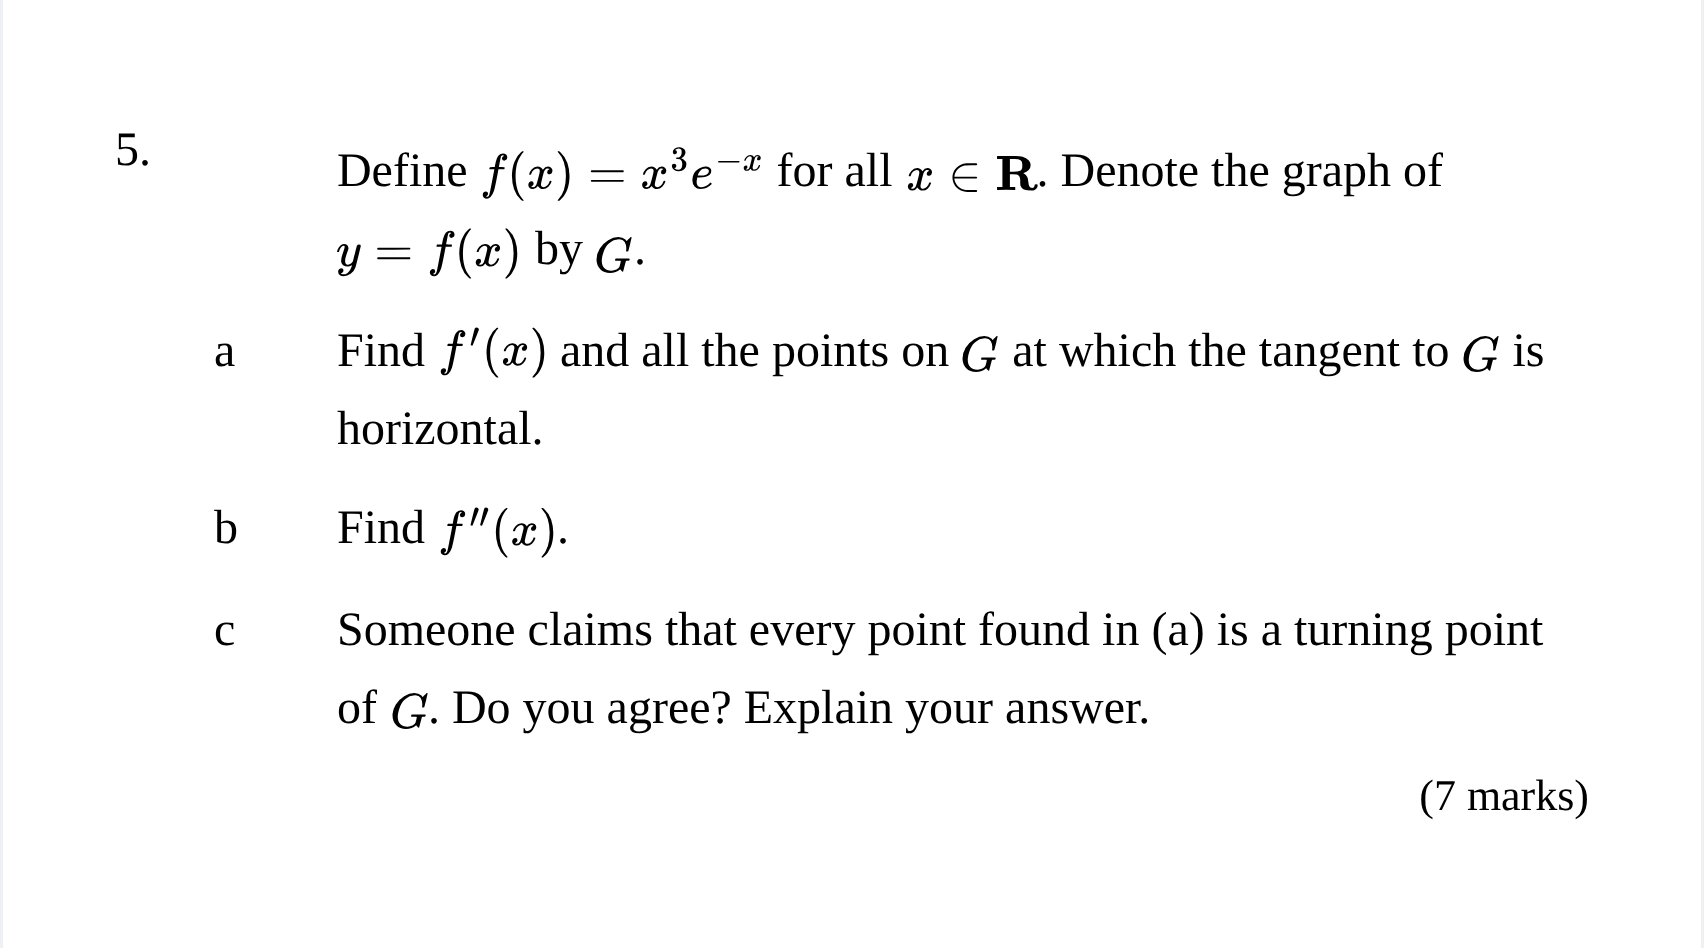 5.
Define f(x) = x³e⁻ˣ for all x ∈ R. Denote the graph of
y = f(x) by G.
a Find f′(x) and all the points on G at which the tangent to G is
horizontal.
b Find f″(x).
c Someone claims that every point found in (a) is a turning point
of G. Do you agree? Explain your answer.
(7 marks)